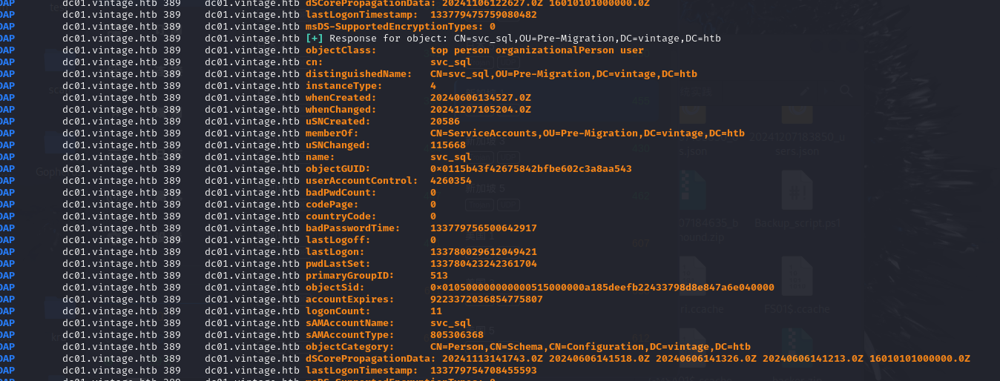 DAP dc01.vintage.htb 389 dc01.vintage.htb dSCorePropagationData: 20241106122627.0Z 16010101000000.0Z
DAP dc01.vintage.htb 389 dc01.vintage.htb lastLogonTimestamp: 133779475759080482
DAP dc01.vintage.htb 389 dc01.vintage.htb msDS-SupportedEncryptionTypes: 0
DAP dc01.vintage.htb 389 dc01.vintage.htb [+] Response for object: CN=svc_sql,OU=Pre-Migration,DC=vintage,DC=htb
DAP dc01.vintage.htb 389 dc01.vintage.htb objectClass: top person organizationalPerson user
DAP dc01.vintage.htb 389 dc01.vintage.htb cn: svc_sql
DAP dc01.vintage.htb 389 dc01.vintage.htb distinguishedName: CN=svc_sql,OU=Pre-Migration,DC=vintage,DC=htb
DAP dc01.vintage.htb 389 dc01.vintage.htb instanceType: 4
DAP dc01.vintage.htb 389 dc01.vintage.htb whenCreated: 20240606134527.0Z
DAP dc01.vintage.htb 389 dc01.vintage.htb whenChanged: 20241207105204.0Z
DAP dc01.vintage.htb 389 dc01.vintage.htb uSNCreated: 20586
DAP dc01.vintage.htb 389 dc01.vintage.htb memberOf: CN=ServiceAccounts,OU=Pre-Migration,DC=vintage,DC=htb
DAP dc01.vintage.htb 389 dc01.vintage.htb uSNChanged: 115668
DAP dc01.vintage.htb 389 dc01.vintage.htb name: svc_sql
DAP dc01.vintage.htb 389 dc01.vintage.htb objectGUID: 0×0115b43f42675842bfbe602c3a8aa543
DAP dc01.vintage.htb 389 dc01.vintage.htb userAccountControl: 4260354
DAP dc01.vintage.htb 389 dc01.vintage.htb badPwdCount: 0
DAP dc01.vintage.htb 389 dc01.vintage.htb codePage: 0
DAP dc01.vintage.htb 389 dc01.vintage.htb countryCode: 0
DAP dc01.vintage.htb 389 dc01.vintage.htb badPasswordTime: 133779756500642917
DAP dc01.vintage.htb 389 dc01.vintage.htb lastLogoff: 0
DAP dc01.vintage.htb 389 dc01.vintage.htb lastLogon: 133780029612049421
DAP dc01.vintage.htb 389 dc01.vintage.htb pwdLastSet: 133780423242361704
DAP dc01.vintage.htb 389 dc01.vintage.htb primaryGroupID: 513
DAP dc01.vintage.htb 389 dc01.vintage.htb objectSid: 0×010500000000000515000000a185deefb22433798d8e847a6e040000
DAP dc01.vintage.htb 389 dc01.vintage.htb accountExpires: 9223372036854775807
DAP dc01.vintage.htb 389 dc01.vintage.htb logonCount: 11
DAP dc01.vintage.htb 389 dc01.vintage.htb sAMAccountName: svc_sql
DAP dc01.vintage.htb 389 dc01.vintage.htb sAMAccountType: 805306368
DAP dc01.vintage.htb 389 dc01.vintage.htb objectCategory: CN=Person,CN=Schema,CN=Configuration,DC=vintage,DC=htb
DAP dc01.vintage.htb 389 dc01.vintage.htb dSCorePropagationData: 20241113141743.0Z 20240606141518.0Z 20240606141326.0Z 20240606141213.0Z 16010101000000.0Z
DAP dc01.vintage.htb 389 dc01.vintage.htb lastLogonTimestamp: 133779754708455593
DAP dc01.vintage.htb 389 dc01.vintage.htb msDS-SupportedEncryptionTypes: 0